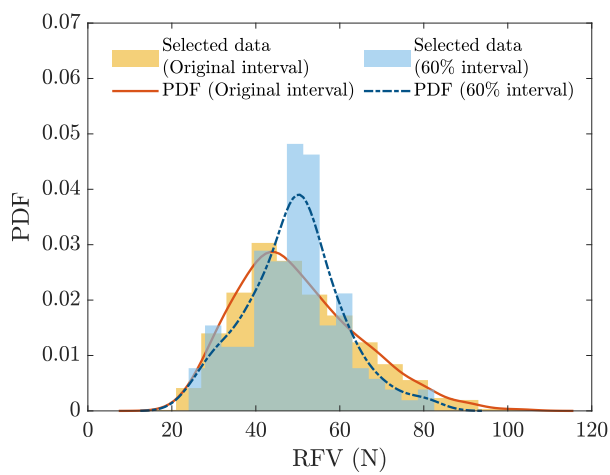 0.07
0.06
0.05
0.04
0.03
0.02
0.01
0
PDF
Selected data
(Original interval)
PDF (Original interval)
Selected data
(60% interval)
PDF (60% interval)
0 20 40 60 80 100 120
RFV (N)